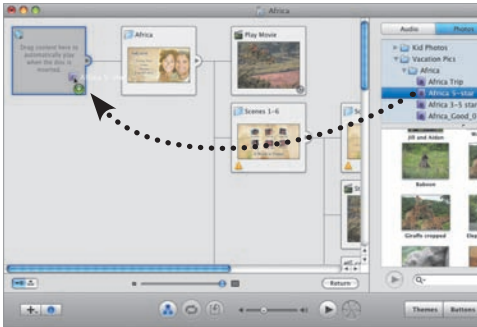 Africa
Drag content here to
automatically play
when the disc is
inserted.
Africa
Play Movie
Scenes 1-6
Return
Audio
Photos
Kid Photos
Vacation Pics
Africa
Africa Trip
Africa 5-star
Africa 3-5 star
Africa_Good_0
Jill and Aidan
Baboon
Giraffe cropped
Themes
Buttons